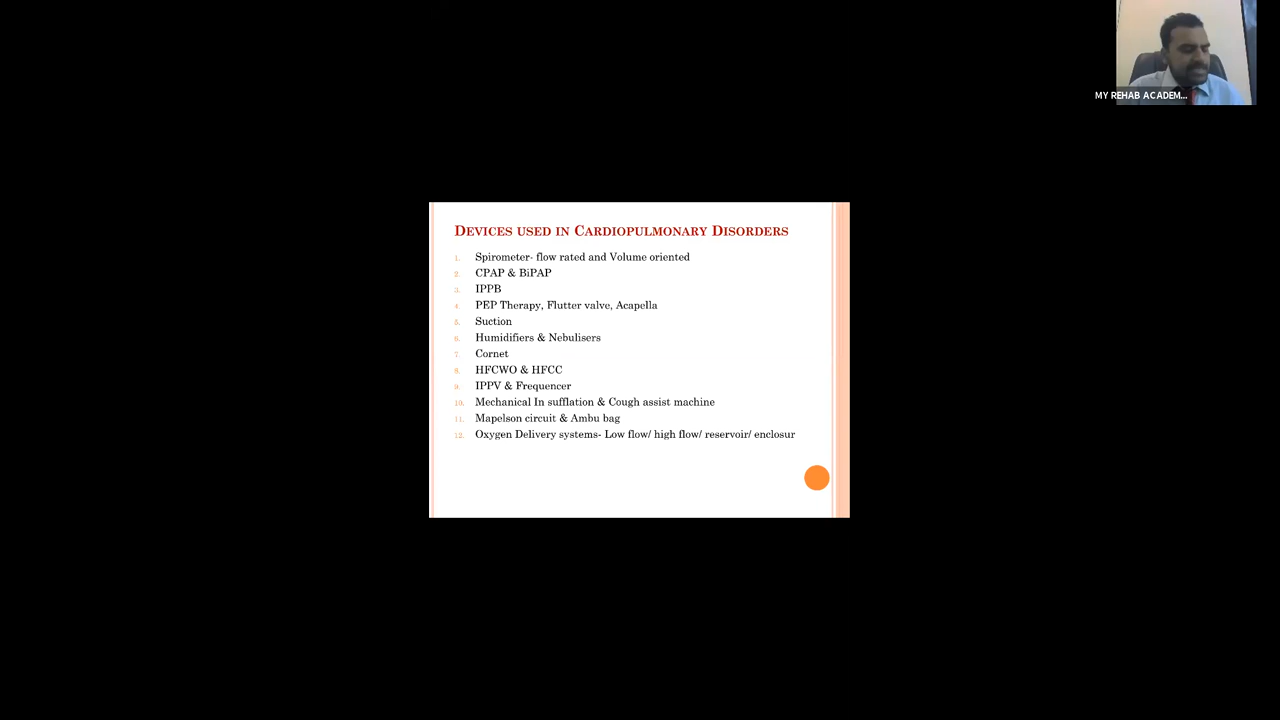 MY REHAB ACADEM...
DEVICES USED IN CARDIOPULMONARY DISORDERS
1. Spirometer- flow rated and Volume oriented
2. CPAP & BiPAP
3. IPPB
4. PEP Therapy, Flutter valve, Acapella
5. Suction
6. Humidifiers & Nebulisers
7. Cornet
8. HFCWO & HFCC
9. IPPV & Frequencer
10. Mechanical In sufflation & Cough assist machine
11. Mapelson circuit & Ambu bag
12. Oxygen Delivery systems- Low flow/ high flow/ reservoir/ enclosur